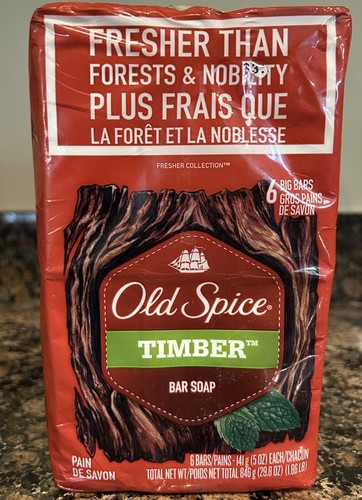 FRESHER THAN
FORESTS & NOBILITY
PLUS FRAIS QUE
LA FORÊT ET LA NOBLESSE
FRESHER COLLECTION™
6 BIG BARS
GROS PAINS
DE SAVON
Old Spice®
TIMBER™
BAR SOAP
PAIN
DE SAVON
6 BARS/PAINS - 141 g (5 OZ) EACH/CHACUN
TOTAL NET WT/POIDS NET TOTAL 846 g (29.8 OZ) (1.86 LB)